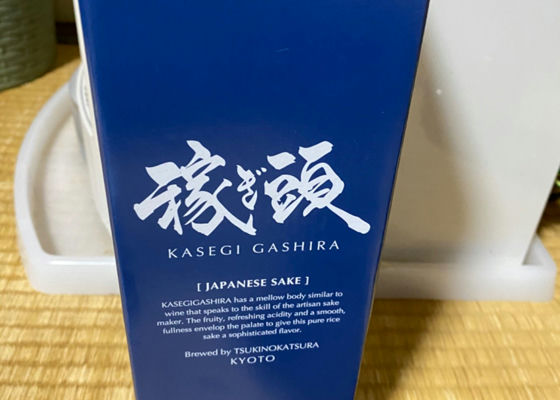 稼ぎ頭
KASEGI GASHIRA
[ JAPANESE SAKE ]
KASEGIGASHIRA has a mellow body similar to
wine that speaks to the skill of the artisan sake
maker. The fruity, refreshing acidity and a smooth,
fullness envelop the palate to give this pure rice
sake a sophisticated flavor.
Brewed by TSUKINOKATSURA
KYOTO